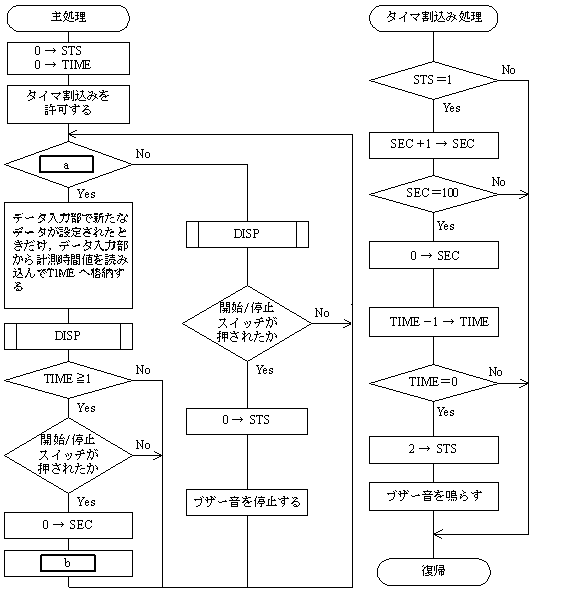 主処理
0 → STS
0 → TIME
タイマ割込みを
許可する
a
No
Yes
データ入力部で新たな
データが設定されたと
きだけ，データ入力部
から計測時間値を読み
込んでTIME へ格納す
る
DISP
TIME ≧1
No
Yes
開始/停止
スイッチが
押されたか
No
Yes
0 → SEC
b
DISP
開始/停止
スイッチが
押されたか
No
Yes
0 → STS
ブザー音を停止する
タイマ割込み処理
STS＝1
No
Yes
SEC＋1 → SEC
SEC＝100
No
Yes
0 → SEC
TIME－1 → TIME
TIME＝0
No
Yes
2 → STS
ブザー音を鳴らす
復帰